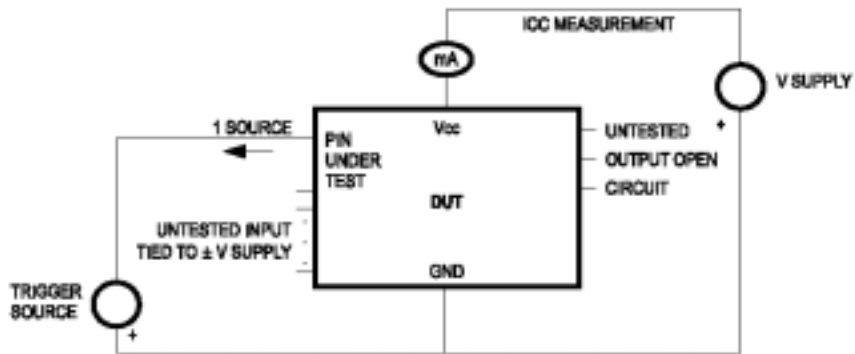 ICC MEASUREMENT
mA
V SUPPLY
+
1 SOURCE
Vcc
PIN
UNDER
TEST
UNTESTED
OUTPUT OPEN
CIRCUIT
DUT
UNTESTED INPUT
TIED TO ± V SUPPLY
GND
TRIGGER
SOURCE
+